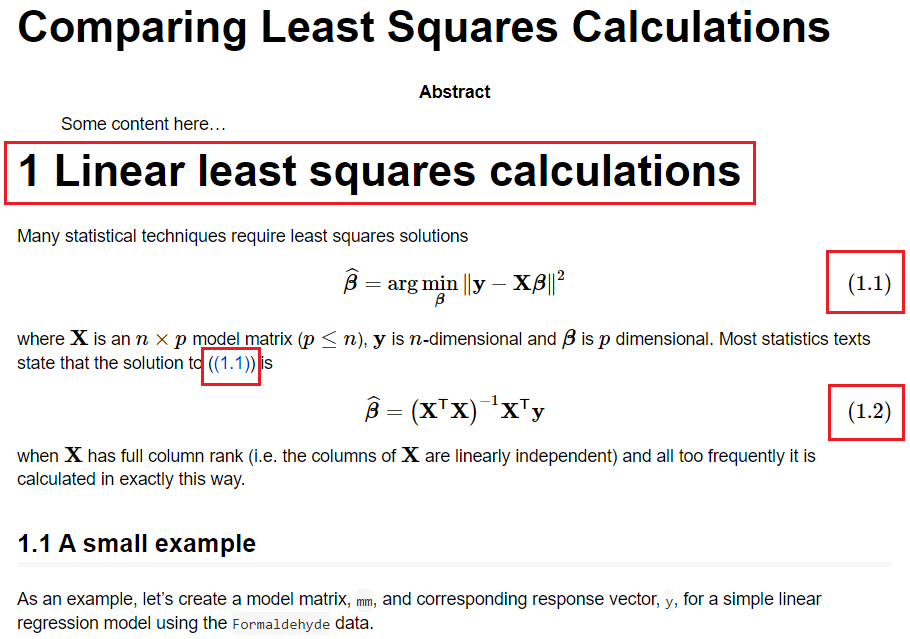 Comparing Least Squares Calculations
Abstract
Some content here…
1 Linear least squares calculations
Many statistical techniques require least squares solutions
$\widehat{\boldsymbol{\beta}} = \arg\min_{\beta} \|\mathbf{y} - \mathbf{X}\boldsymbol{\beta}\|^2$ (1.1)
where $\mathbf{X}$ is an $n \times p$ model matrix ($p \leq n$), $\mathbf{y}$ is $n$-dimensional and $\boldsymbol{\beta}$ is $p$ dimensional. Most statistics texts
state that the solution to ((1.1)) is
$\widehat{\boldsymbol{\beta}} = (\mathbf{X}^\mathsf{T}\mathbf{X})^{-1}\mathbf{X}^\mathsf{T}\mathbf{y}$ (1.2)
when $\mathbf{X}$ has full column rank (i.e. the columns of $\mathbf{X}$ are linearly independent) and all too frequently it is
calculated in exactly this way.
1.1 A small example
As an example, let’s create a model matrix, mm, and corresponding response vector, y, for a simple linear
regression model using the Formaldehyde data.